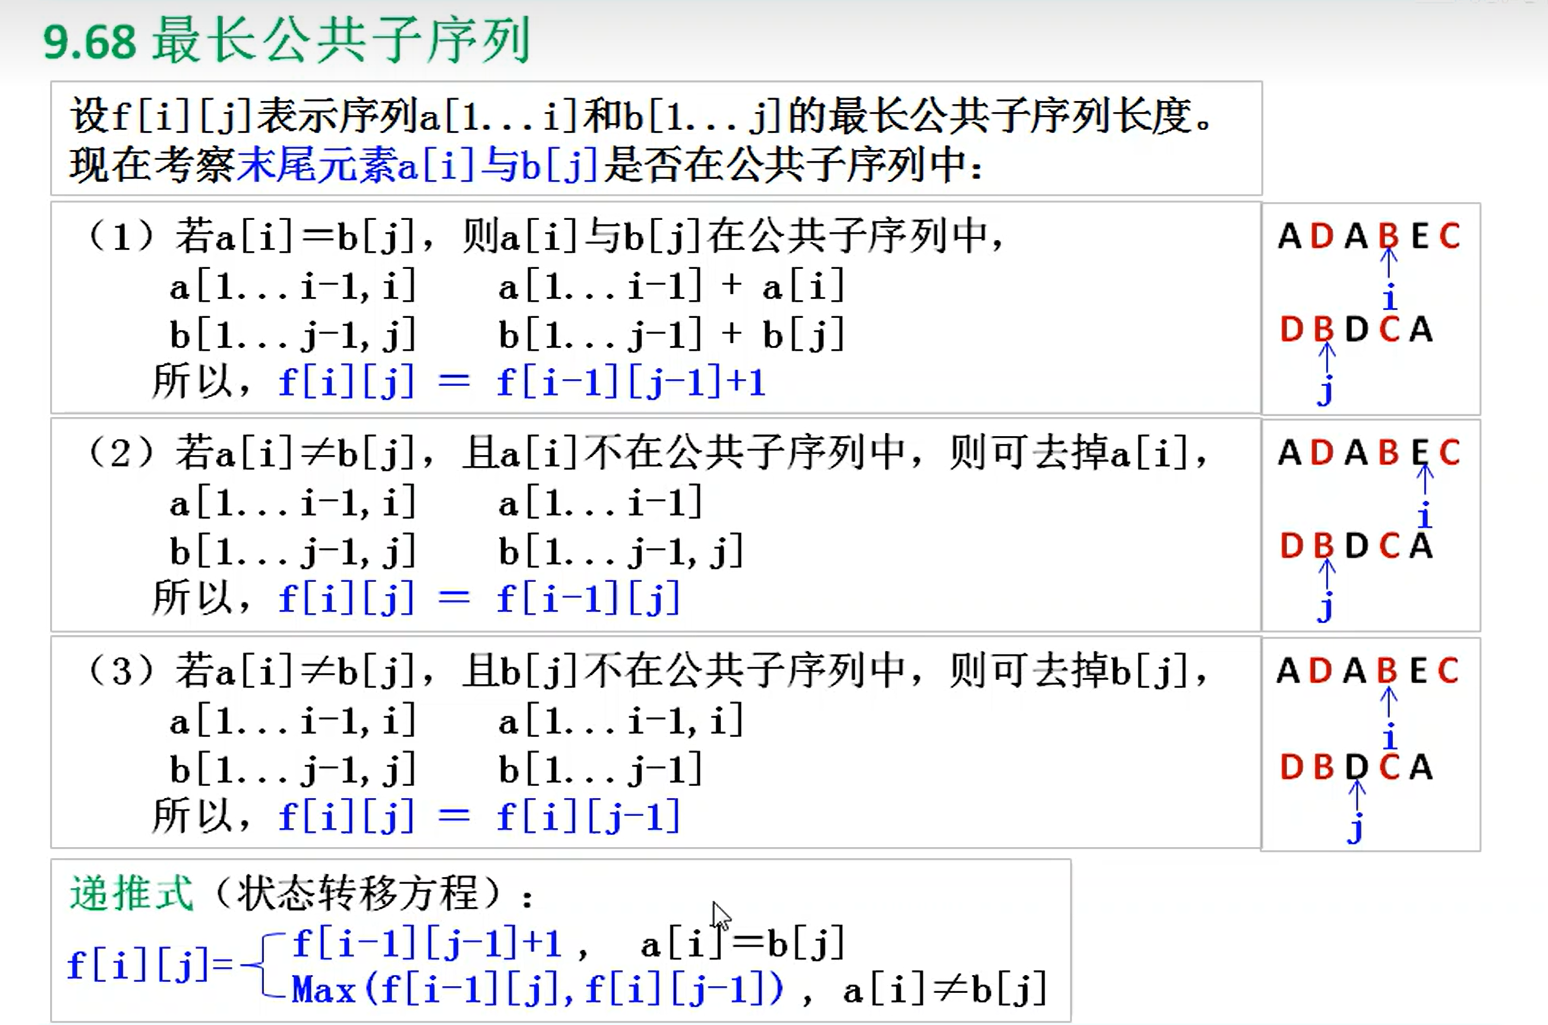 9.68 最长公共子序列
设f[i][j]表示序列a[1...i]和b[1...j]的最长公共子序列长度。
现在考察末尾元素a[i]与b[j]是否在公共子序列中：
（1）若a[i]＝b[j]，则a[i]与b[j]在公共子序列中，
a[1...i-1,i] a[1...i-1] + a[i]
b[1...j-1,j] b[1...j-1] + b[j]
所以，f[i][j] = f[i-1][j-1]+1
A D A B E C
i
D B D C A
j
（2）若a[i]≠b[j]，且a[i]不在公共子序列中，则可去掉a[i]，
a[1...i-1,i] a[1...i-1]
b[1...j-1,j] b[1...j-1,j]
所以，f[i][j] = f[i-1][j]
A D A B E C
i
D B D C A
j
（3）若a[i]≠b[j]，且b[j]不在公共子序列中，则可去掉b[j]，
a[1...i-1,i] a[1...i-1,i]
b[1...j-1,j] b[1...j-1]
所以，f[i][j] = f[i][j-1]
A D A B E C
i
D B D C A
j
递推式（状态转移方程）：
f[i][j]=
f[i-1][j-1]+1， a[i]＝b[j]
Max(f[i-1][j],f[i][j-1])，a[i]≠b[j]